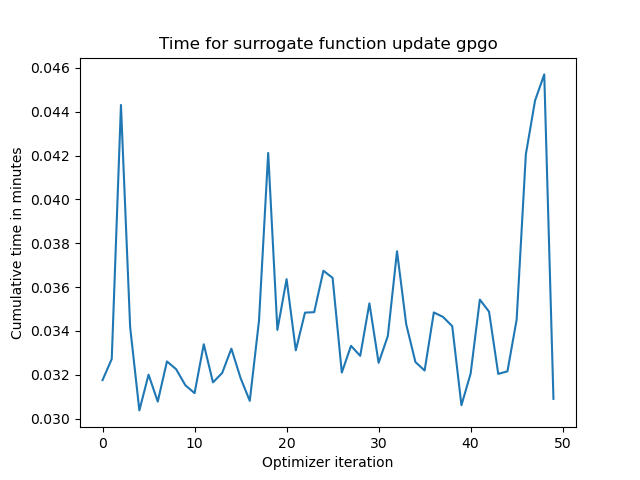 Time for surrogate function update gpgo
0.046
0.044
0.042
0.040
0.038
0.036
0.034
0.032
0.030
Cumulative time in minutes
0 10 20 30 40 50
Optimizer iteration